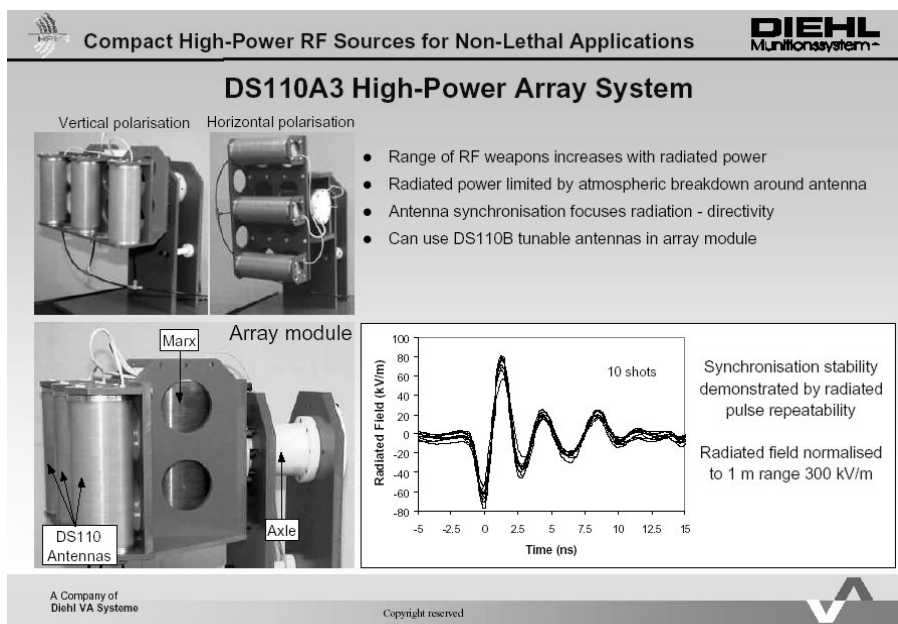 HPEM
Compact High-Power RF Sources for Non-Lethal Applications
DIEHL
Munitionssysteme
DS110A3 High-Power Array System
Vertical polarisation
Horizontal polarisation
● Range of RF weapons increases with radiated power
● Radiated power limited by atmospheric breakdown around antenna
● Antenna synchronisation focuses radiation - directivity
● Can use DS110B tunable antennas in array module
Array module
Marx
DS110
Antennas
Axle
Radiated Field (kV/m)
100
80
60
40
20
0
-20
-40
-60
-80
10 shots
-5 -2.5 0 2.5 5 7.5 10 12.5 15
Time (ns)
Synchronisation stability
demonstrated by radiated
pulse repeatability
Radiated field normalised
to 1 m range 300 kV/m
A Company of
Diehl VA Systeme
Copyright reserved
VA